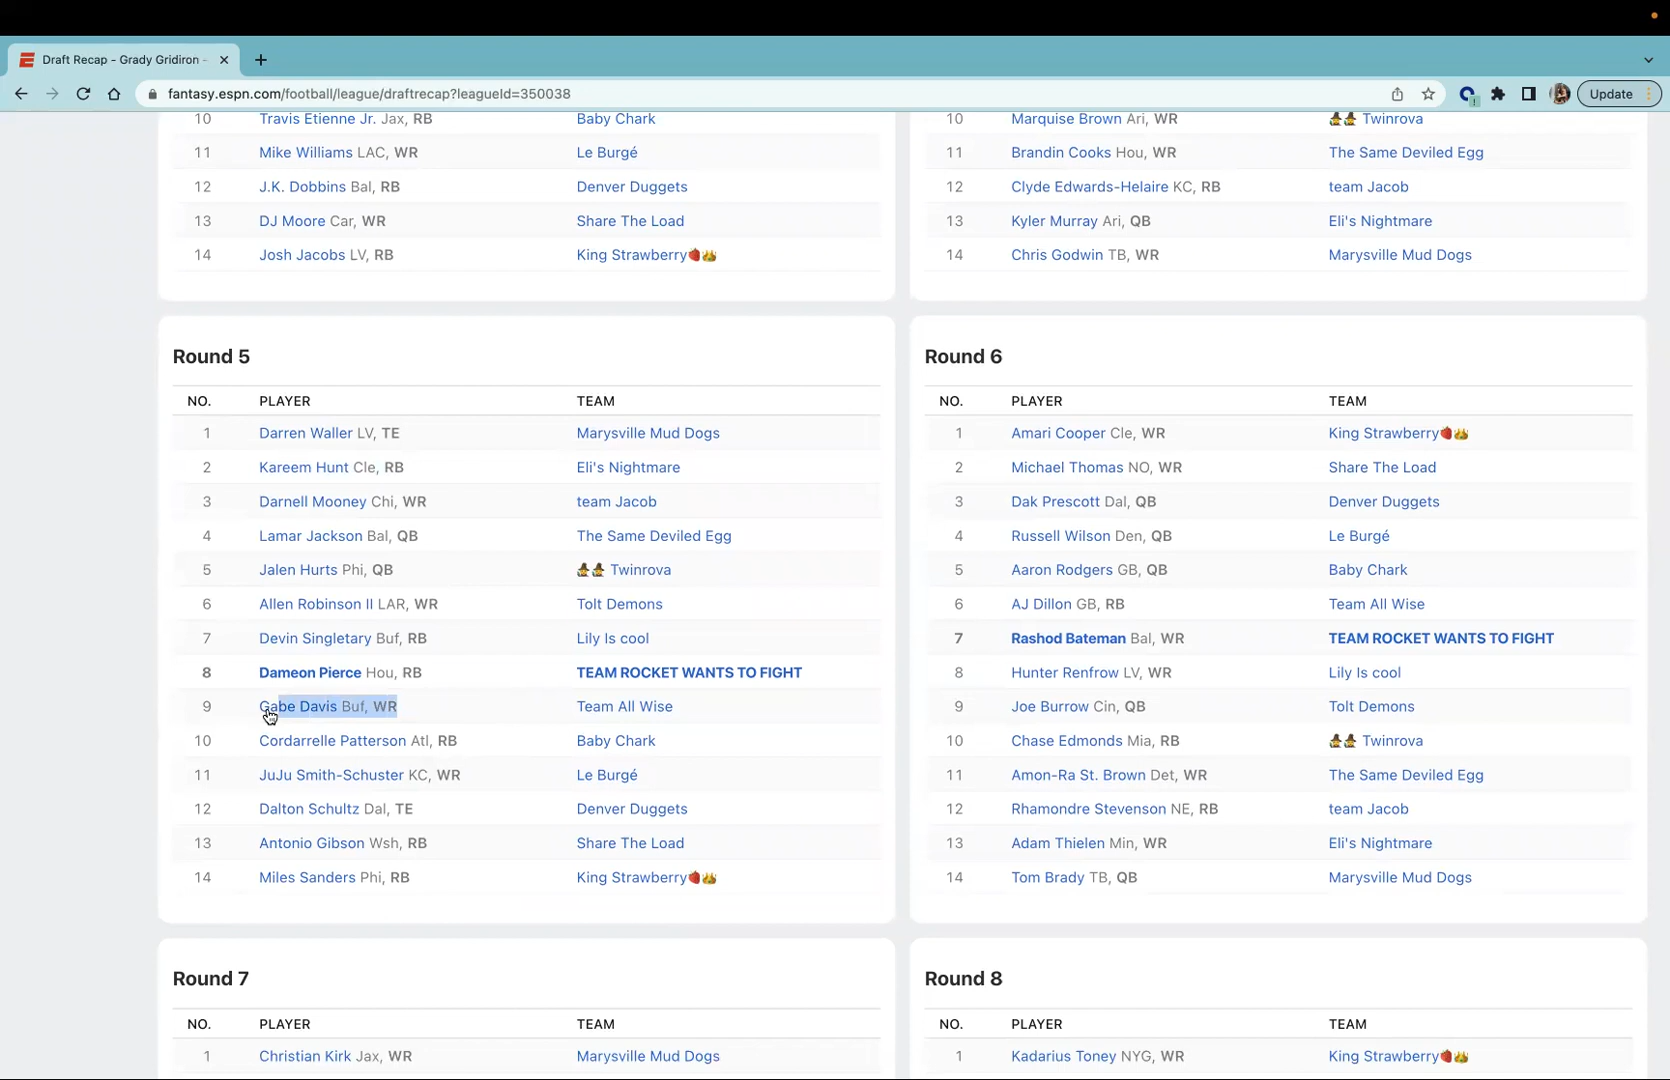 Draft Recap - Grady Gridiron -
fantasy.espn.com/football/league/draftrecap?leagueId=350038
Update
10 Travis Etienne Jr. Jax, RB Baby Chark
11 Mike Williams LAC, WR Le Burgé
12 J.K. Dobbins Bal, RB Denver Duggets
13 DJ Moore Car, WR Share The Load
14 Josh Jacobs LV, RB King Strawberry🍓👑
10 Marquise Brown Ari, WR Twinrova
11 Brandin Cooks Hou, WR The Same Deviled Egg
12 Clyde Edwards-Helaire KC, RB team Jacob
13 Kyler Murray Ari, QB Eli's Nightmare
14 Chris Godwin TB, WR Marysville Mud Dogs
Round 5
NO. PLAYER TEAM
1 Darren Waller LV, TE Marysville Mud Dogs
2 Kareem Hunt Cle, RB Eli's Nightmare
3 Darnell Mooney Chi, WR team Jacob
4 Lamar Jackson Bal, QB The Same Deviled Egg
5 Jalen Hurts Phi, QB Twinrova
6 Allen Robinson II LAR, WR Tolt Demons
7 Devin Singletary Buf, RB Lily Is cool
8 Dameon Pierce Hou, RB TEAM ROCKET WANTS TO FIGHT
9 Gabe Davis Buf, WR Team All Wise
10 Cordarrelle Patterson Atl, RB Baby Chark
11 JuJu Smith-Schuster KC, WR Le Burgé
12 Dalton Schultz Dal, TE Denver Duggets
13 Antonio Gibson Wsh, RB Share The Load
14 Miles Sanders Phi, RB King Strawberry🍓👑
Round 6
NO. PLAYER TEAM
1 Amari Cooper Cle, WR King Strawberry🍓👑
2 Michael Thomas NO, WR Share The Load
3 Dak Prescott Dal, QB Denver Duggets
4 Russell Wilson Den, QB Le Burgé
5 Aaron Rodgers GB, QB Baby Chark
6 AJ Dillon GB, RB Team All Wise
7 Rashod Bateman Bal, WR TEAM ROCKET WANTS TO FIGHT
8 Hunter Renfrow LV, WR Lily Is cool
9 Joe Burrow Cin, QB Tolt Demons
10 Chase Edmonds Mia, RB Twinrova
11 Amon-Ra St. Brown Det, WR The Same Deviled Egg
12 Rhamondre Stevenson NE, RB team Jacob
13 Adam Thielen Min, WR Eli's Nightmare
14 Tom Brady TB, QB Marysville Mud Dogs
Round 7
NO. PLAYER TEAM
1 Christian Kirk Jax, WR Marysville Mud Dogs
Round 8
NO. PLAYER TEAM
1 Kadarius Toney NYG, WR King Strawberry🍓👑